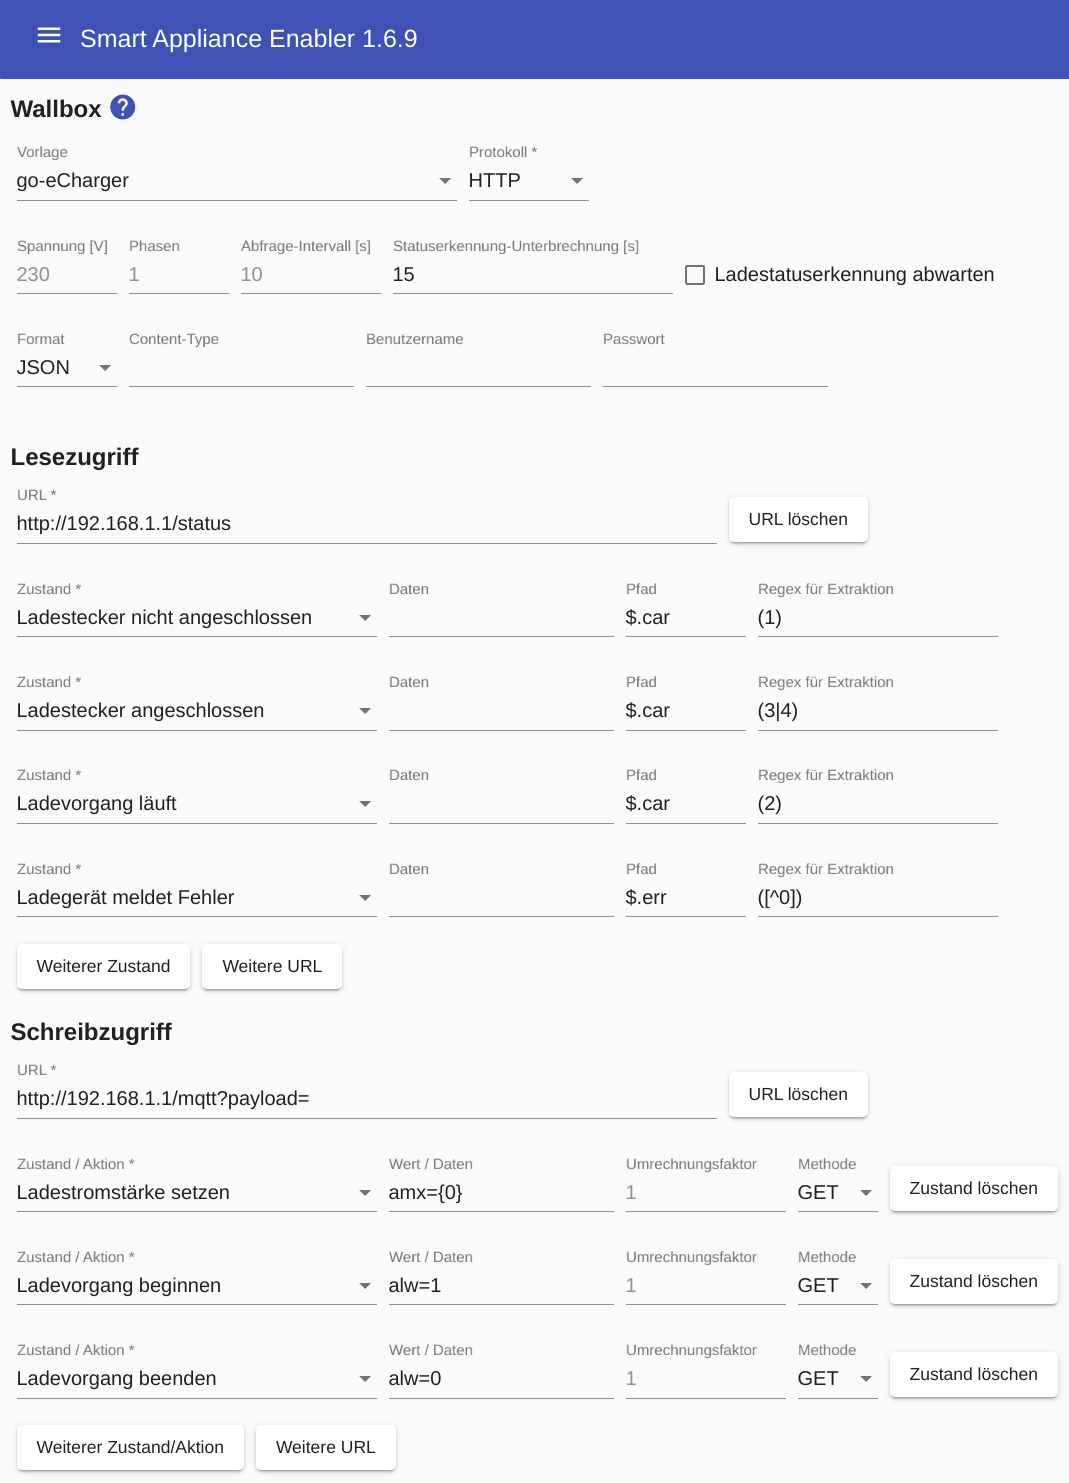 Smart Appliance Enabler 1.6.9
Wallbox ?
Vorlage Protokoll *
go-eCharger HTTP
Spannung [V] Phasen Abfrage-Intervall [s] Statuserkennung-Unterbrechnung [s]
230 1 10 15 Ladestatuserkennung abwarten
Format Content-Type Benutzername Passwort
JSON
Lesezugriff
URL *
http://192.168.1.1/status URL löschen
Zustand * Daten Pfad Regex für Extraktion
Ladestecker nicht angeschlossen $.car (1)
Zustand * Daten Pfad Regex für Extraktion
Ladestecker angeschlossen $.car (3|4)
Zustand * Daten Pfad Regex für Extraktion
Ladevorgang läuft $.car (2)
Zustand * Daten Pfad Regex für Extraktion
Ladegerät meldet Fehler $.err ([^0])
Weiterer Zustand Weitere URL
Schreibzugriff
URL *
http://192.168.1.1/mqtt?payload= URL löschen
Zustand / Aktion * Wert / Daten Umrechnungsfaktor Methode
Ladestromstärke setzen amx={0} 1 GET Zustand löschen
Zustand / Aktion * Wert / Daten Umrechnungsfaktor Methode
Ladevorgang beginnen alw=1 1 GET Zustand löschen
Zustand / Aktion * Wert / Daten Umrechnungsfaktor Methode
Ladevorgang beenden alw=0 1 GET Zustand löschen
Weiterer Zustand/Aktion Weitere URL